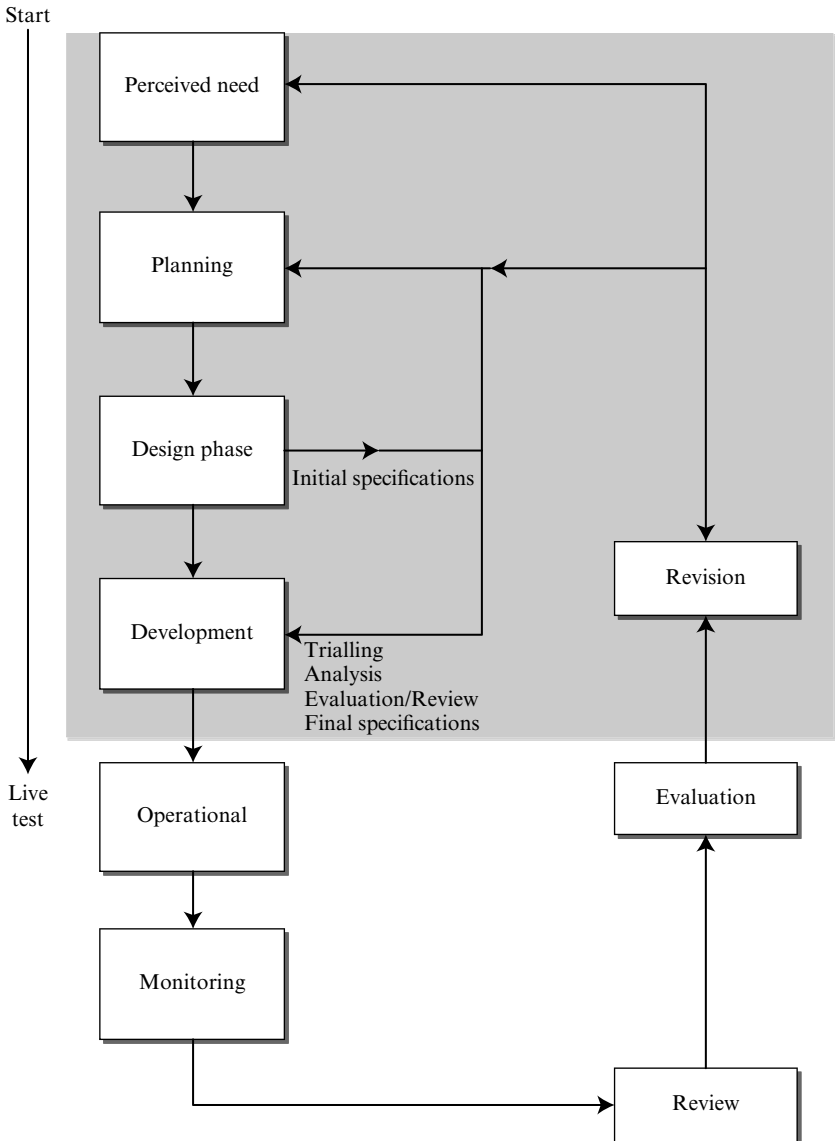 Start
Perceived need
Planning
Design phase
Initial specifications
Development
Trialling
Analysis
Evaluation/Review
Final specifications
Revision
Live
test
Operational
Evaluation
Monitoring
Review